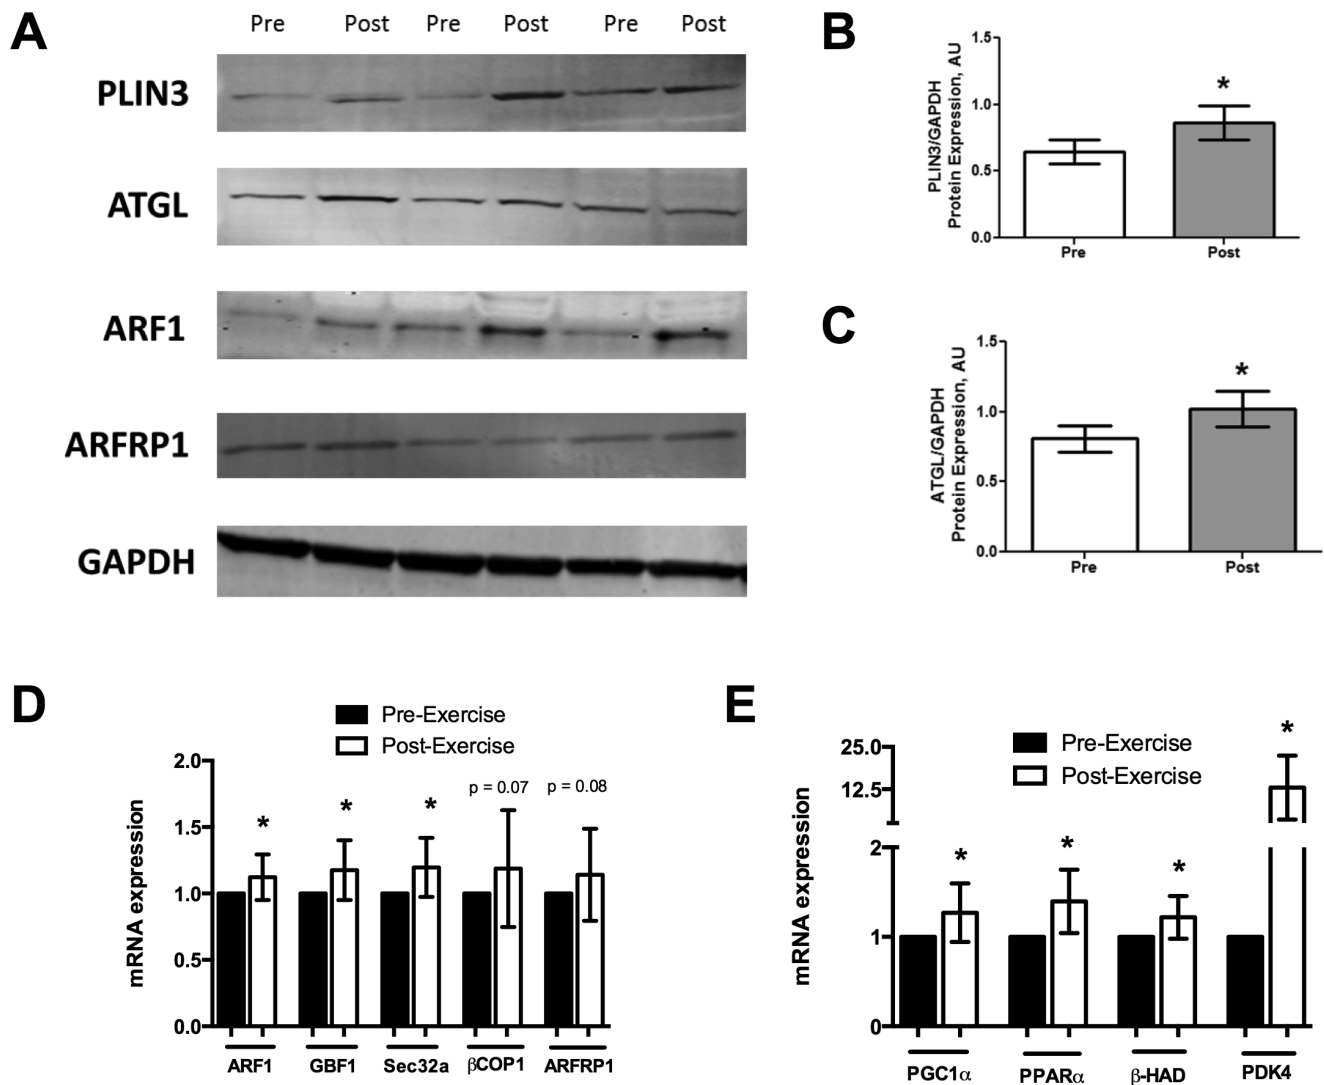 A
Pre Post Pre Post Pre Post
PLIN3
ATGL
ARF1
ARFRP1
GAPDH
B
PLIN3/GAPDH
Protein Expression, AU
1.5
1.0
0.5
0.0
*
Pre Post
C
ATGL/GAPDH
Protein Expression, AU
1.5
1.0
0.5
0.0
*
Pre Post
D
Pre-Exercise
Post-Exercise
mRNA expression
2.0
1.5
1.0
0.5
0.0
* * * p = 0.07 p = 0.08
ARF1 GBF1 Sec32a βCOP1 ARFRP1
E
Pre-Exercise
Post-Exercise
mRNA expression
25.0
12.5
2
1
0
* * * *
PGC1α PPARα β-HAD PDK4